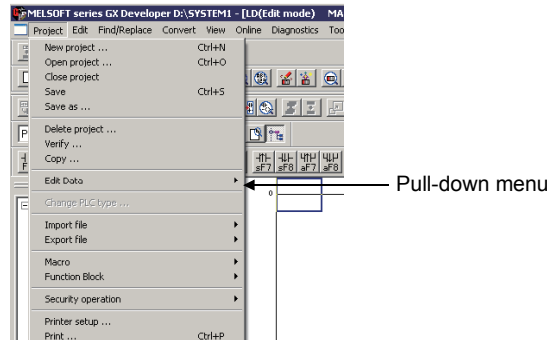 MELSOFT series GX Developer D:\SYSTEM1 - [LD(Edit mode) MA
Project Edit Find/Replace Convert View Online Diagnostics Too
New project ... Ctrl+N
Open project ... Ctrl+O
Close project
Save Ctrl+S
Save as ...
Delete project ...
Verify ...
Copy ...
sF7 sF8 aF7 aF8
Edit Data
Pull-down menu
0
Change PLC type ...
Import file
Export file
Macro
Function Block
Security operation
Printer setup ...
Print ... Ctrl+P